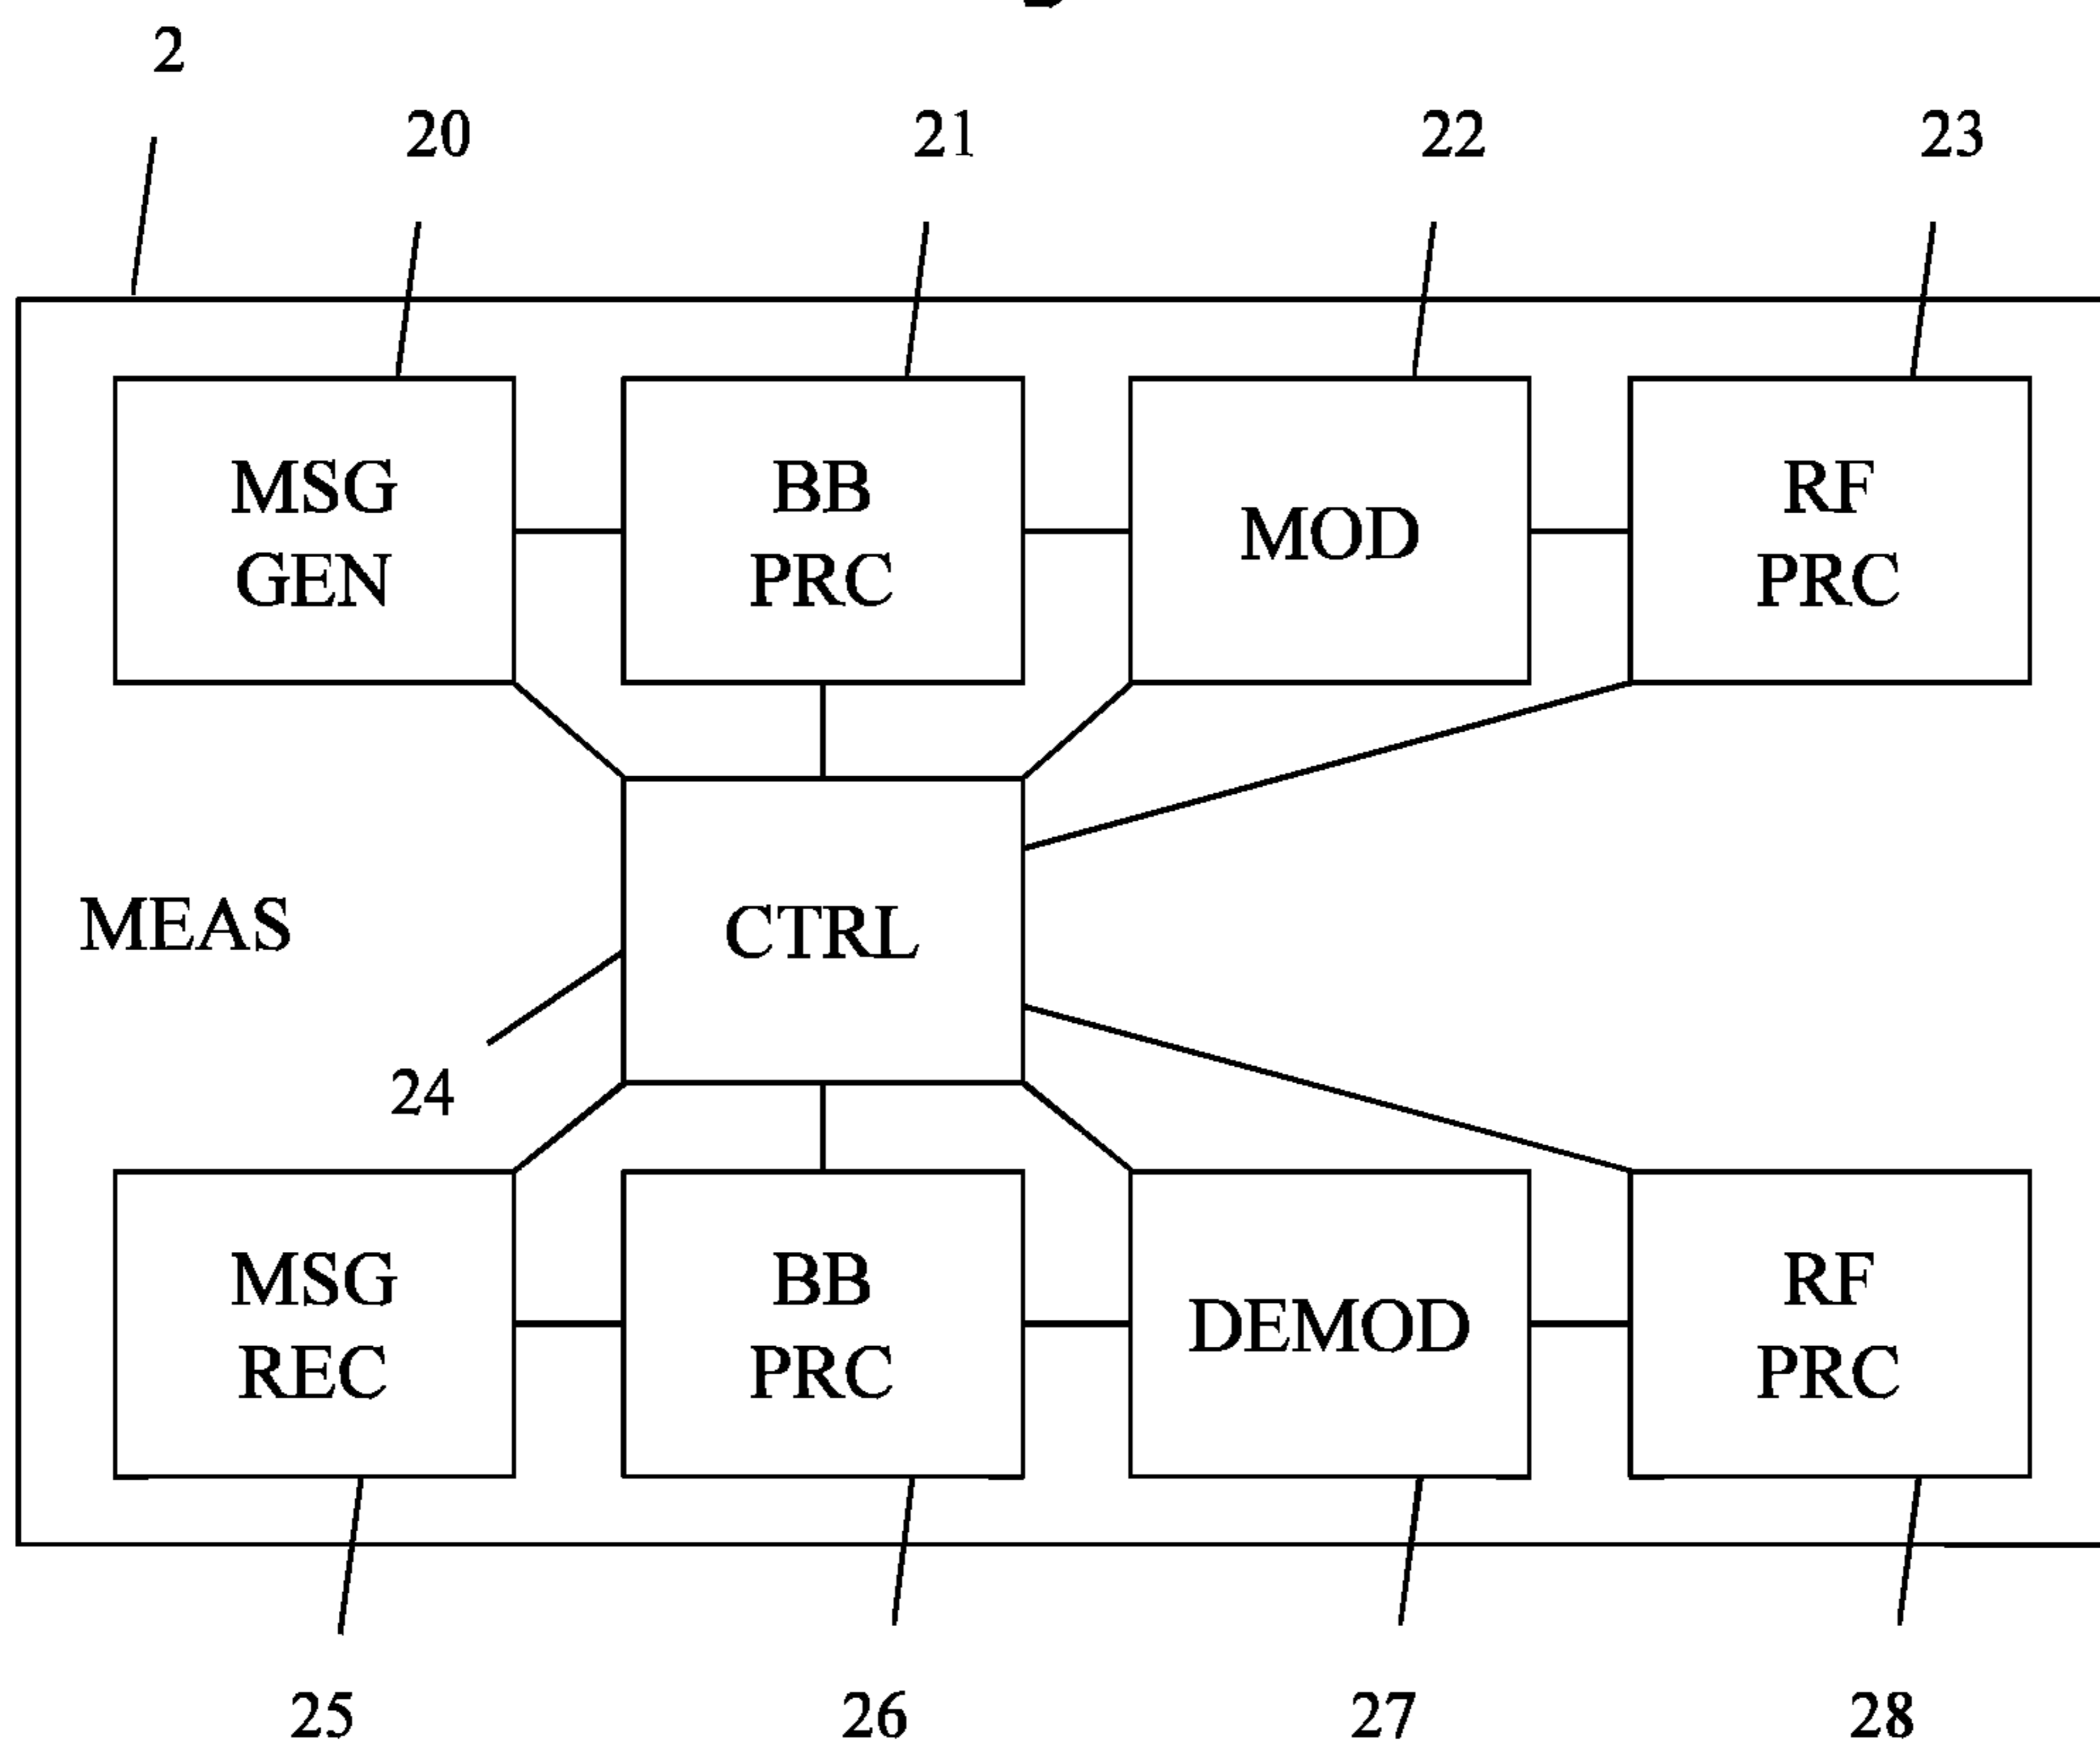 2
20 21 22 23
MSG GEN
BB PRC
MOD
RF PRC
MEAS
CTRL
24
MSG REC
BB PRC
DEMOD
RF PRC
25 26 27 28